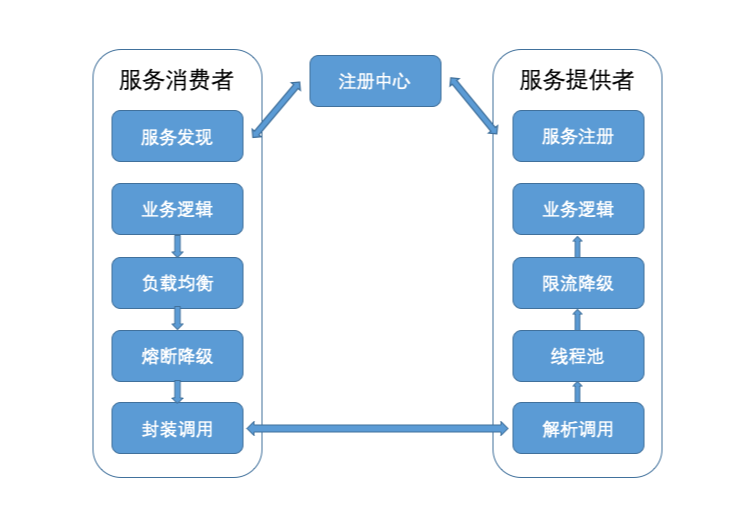 服务消费者
服务发现
业务逻辑
负载均衡
熔断降级
封装调用
注册中心
服务提供者
服务注册
业务逻辑
限流降级
线程池
解析调用